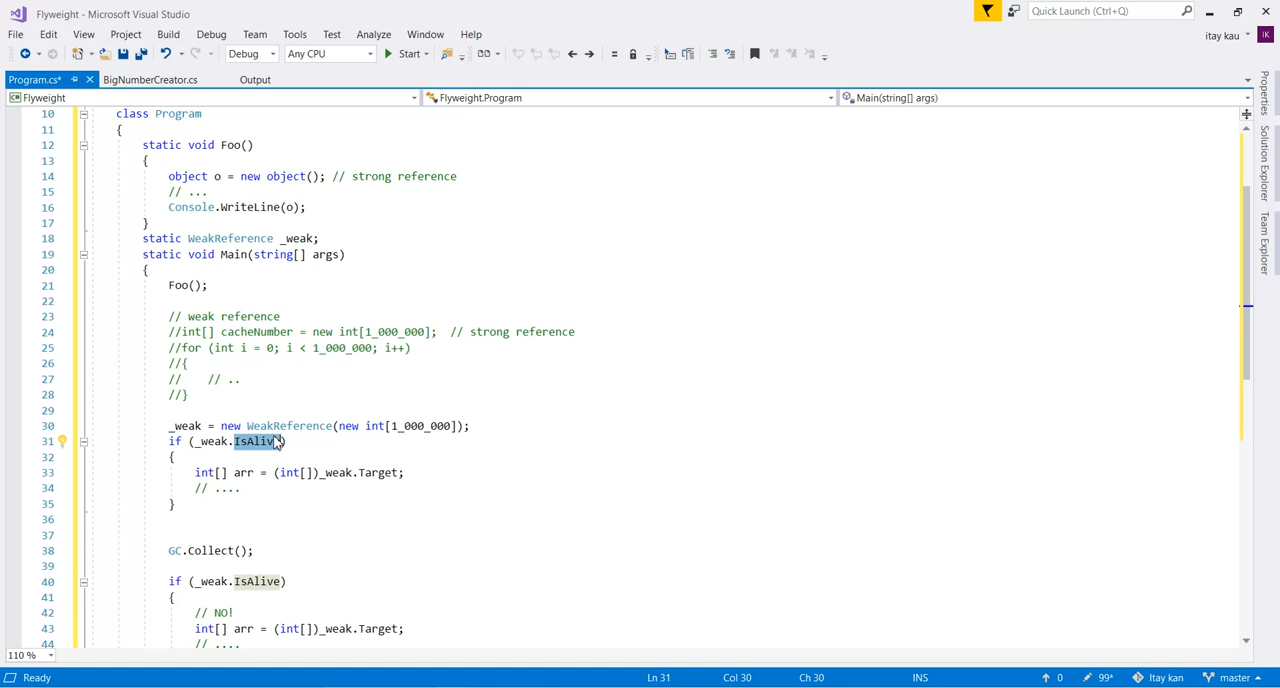 Flyweight - Microsoft Visual Studio
Quick Launch (Ctrl+Q)
File Edit View Project Build Debug Team Tools Test Analyze Window Help
itay kau IK
Debug Any CPU Start
Program.cs* BigNumberCreator.cs Output
Flyweight Flyweight.Program Main(string[] args)
10 class Program
11 {
12 static void Foo()
13 {
14 object o = new object(); // strong reference
15 // ...
16 Console.WriteLine(o);
17 }
18 static WeakReference _weak;
19 static void Main(string[] args)
20 {
21 Foo();
22
23 // weak reference
24 //int[] cacheNumber = new int[1_000_000]; // strong reference
25 //for (int i = 0; i < 1_000_000; i++)
26 //{
27 // // ..
28 //}
29
30 _weak = new WeakReference(new int[1_000_000]);
31 if (_weak.IsAlive)
32 {
33 int[] arr = (int[])_weak.Target;
34 // ....
35 }
36
37
38 GC.Collect();
39
40 if (_weak.IsAlive)
41 {
42 // NO!
43 int[] arr = (int[])_weak.Target;
44 // ....
110 %
Properties
Solution Explorer
Team Explorer
Ready Ln 31 Col 30 Ch 30 INS 0 99* Itay kan master